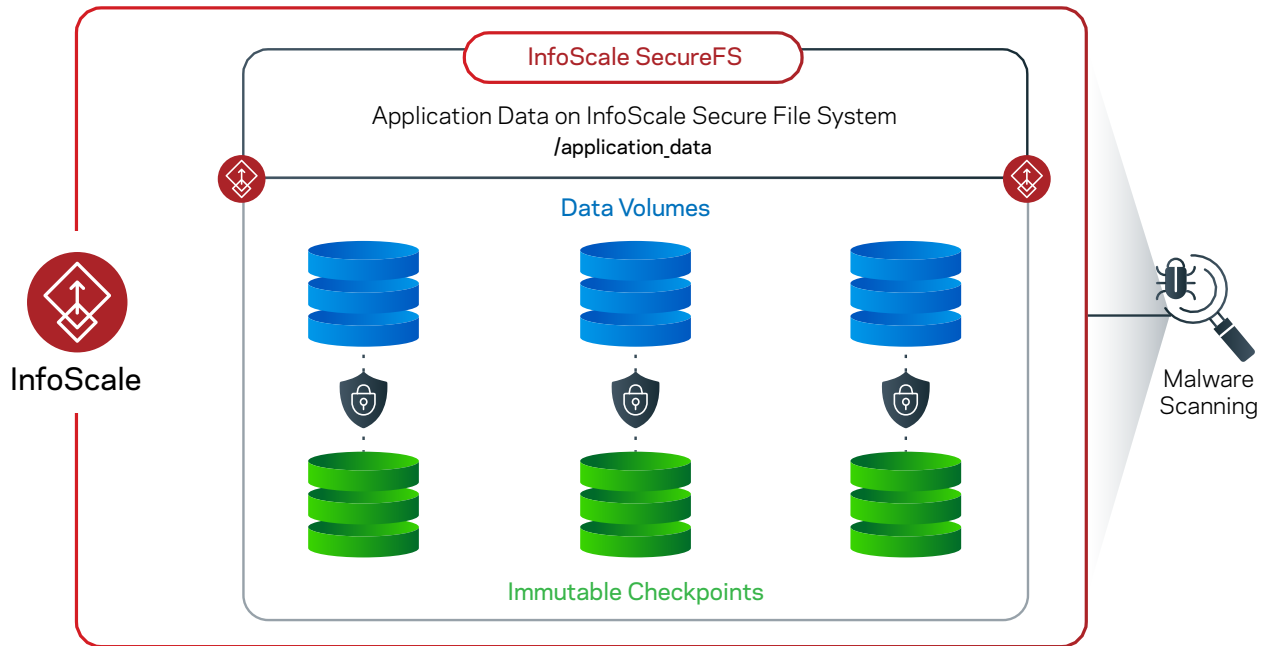 InfoScale SecureFS
Application Data on InfoScale Secure File System
/application_data
Data Volumes
InfoScale
Malware
Scanning
Immutable Checkpoints